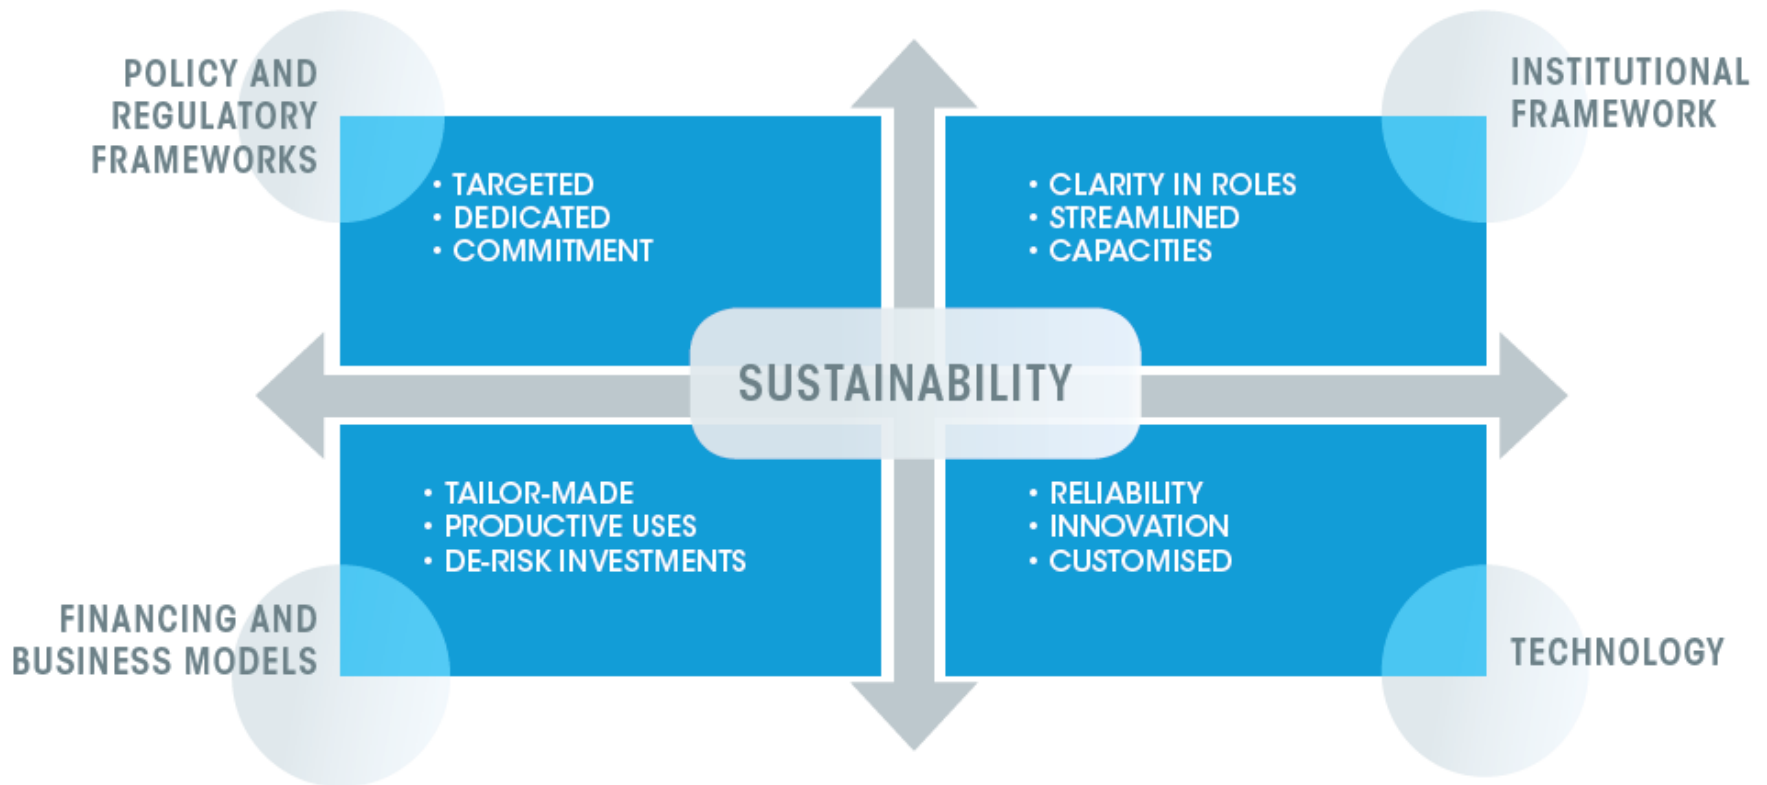 POLICY AND
REGULATORY
FRAMEWORKS
• TARGETED
• DEDICATED
• COMMITMENT
INSTITUTIONAL
FRAMEWORK
• CLARITY IN ROLES
• STREAMLINED
• CAPACITIES
SUSTAINABILITY
• TAILOR-MADE
• PRODUCTIVE USES
• DE-RISK INVESTMENTS
FINANCING AND
BUSINESS MODELS
• RELIABILITY
• INNOVATION
• CUSTOMISED
TECHNOLOGY